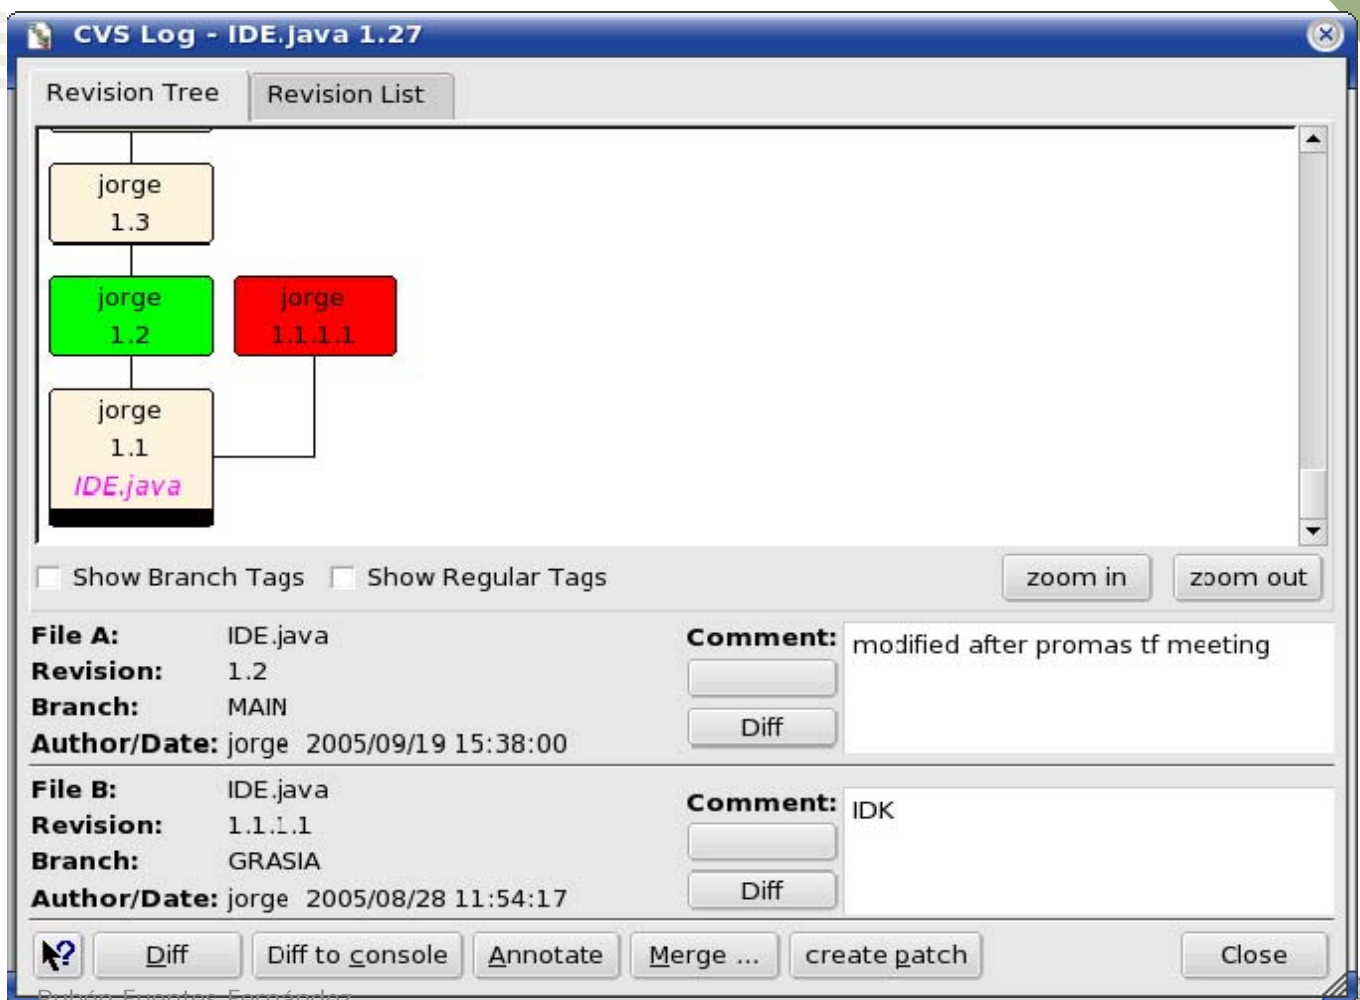 CVS Log - IDE.java 1.27
Revision Tree
Revision List
jorge
1.3
jorge
1.2
jorge
1.1.1.1
jorge
1.1
IDE.java
Show Branch Tags
Show Regular Tags
zoom in
zoom out
File A: IDE.java
Revision: 1.2
Branch: MAIN
Author/Date: jorge 2005/09/19 15:38:00
Comment:
modified after promas tf meeting
Diff
File B: IDE.java
Revision: 1.1.1.1
Branch: GRASIA
Author/Date: jorge 2005/08/28 11:54:17
Comment:
IDK
Diff
?
Diff
Diff to console
Annotate
Merge ...
create patch
Close
Rubén Fuentes Fernández